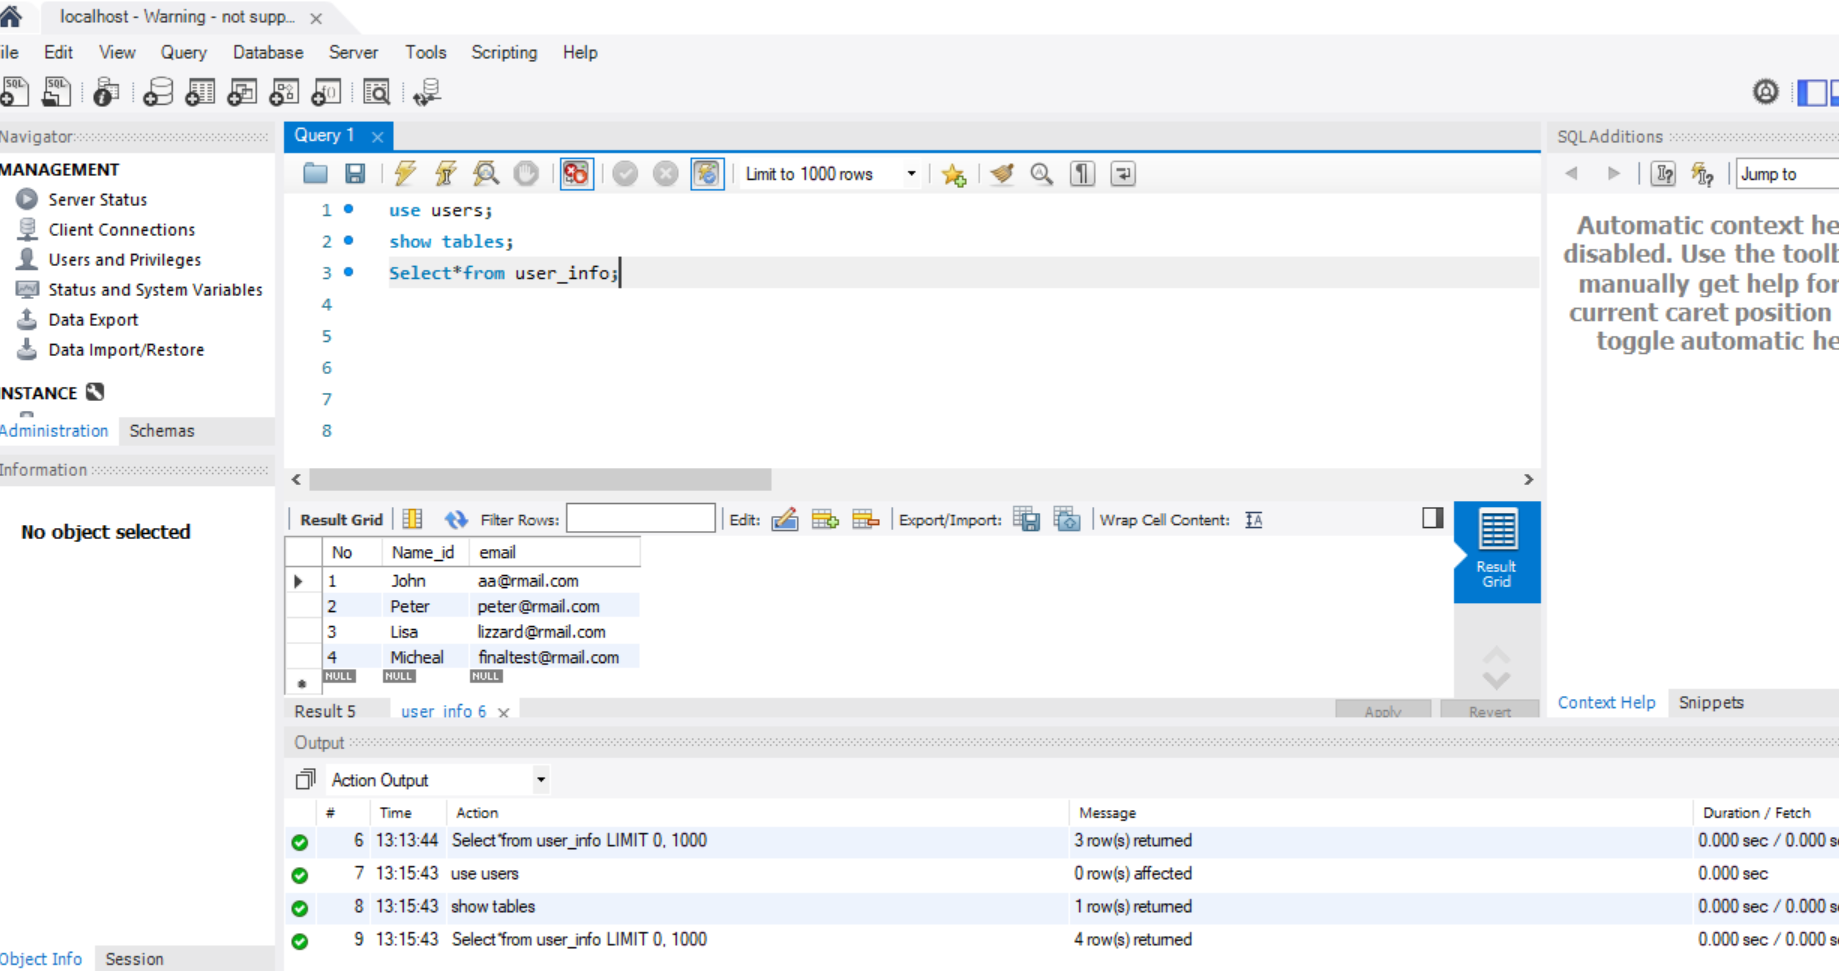 localhost - Warning - not supp...
Edit View Query Database Server Tools Scripting Help
Navigator
MANAGEMENT
Server Status
Client Connections
Users and Privileges
Status and System Variables
Data Export
Data Import/Restore
NSTANCE
Administration Schemas
Information
No object selected
Object Info Session
Query 1
Limit to 1000 rows
1 use users;
2 show tables;
3 Select*from user_info;
4
5
6
7
8
Result Grid Filter Rows: Edit: Export/Import: Wrap Cell Content:
No Name_id email
1 John aa@rmail.com
2 Peter peter@rmail.com
3 Lisa lizzard@rmail.com
4 Micheal finaltest@rmail.com
NULL NULL NULL
Result
Grid
Result 5 user_info 6 Apply Revert
SQLAdditions
Jump to
Automatic context he
disabled. Use the toolb
manually get help for
current caret position
toggle automatic he
Context Help Snippets
Output
Action Output
# Time Action Message Duration / Fetch
6 13:13:44 Select*from user_info LIMIT 0, 1000 3 row(s) returned 0.000 sec / 0.000 s
7 13:15:43 use users 0 row(s) affected 0.000 sec
8 13:15:43 show tables 1 row(s) returned 0.000 sec / 0.000 s
9 13:15:43 Select*from user_info LIMIT 0, 1000 4 row(s) returned 0.000 sec / 0.000 s